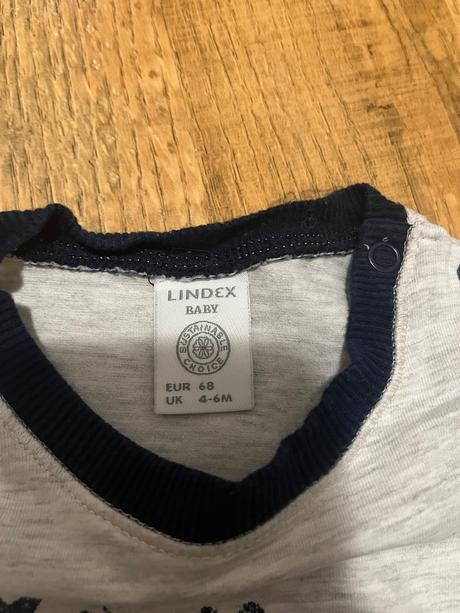 LINDEX
BABY
SUSTAINABLE
CHOICE
EUR 68
UK 4-6M